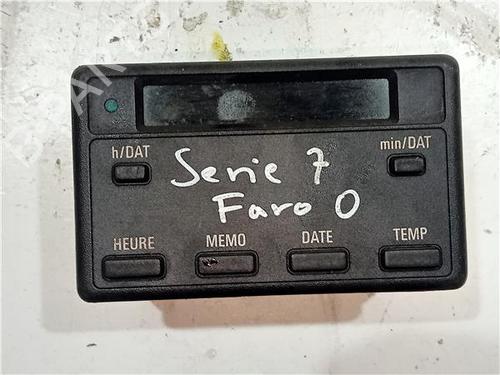 h/DAT min/DAT
Serie 7
Faro 0
HEURE MEMO DATE TEMP